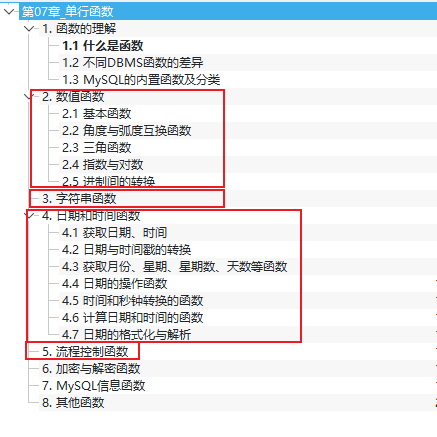 第07章_单行函数
1. 函数的理解
1.1 什么是函数
1.2 不同DBMS函数的差异
1.3 MySQL的内置函数及分类
2. 数值函数
2.1 基本函数
2.2 角度与弧度互换函数
2.3 三角函数
2.4 指数与对数
2.5 进制间的转换
3. 字符串函数
4. 日期和时间函数
4.1 获取日期、时间
4.2 日期与时间戳的转换
4.3 获取月份、星期、星期数、天数等函数
4.4 日期的操作函数
4.5 时间和秒钟转换的函数
4.6 计算日期和时间的函数
4.7 日期的格式化与解析
5. 流程控制函数
6. 加密与解密函数
7. MySQL信息函数
8. 其他函数